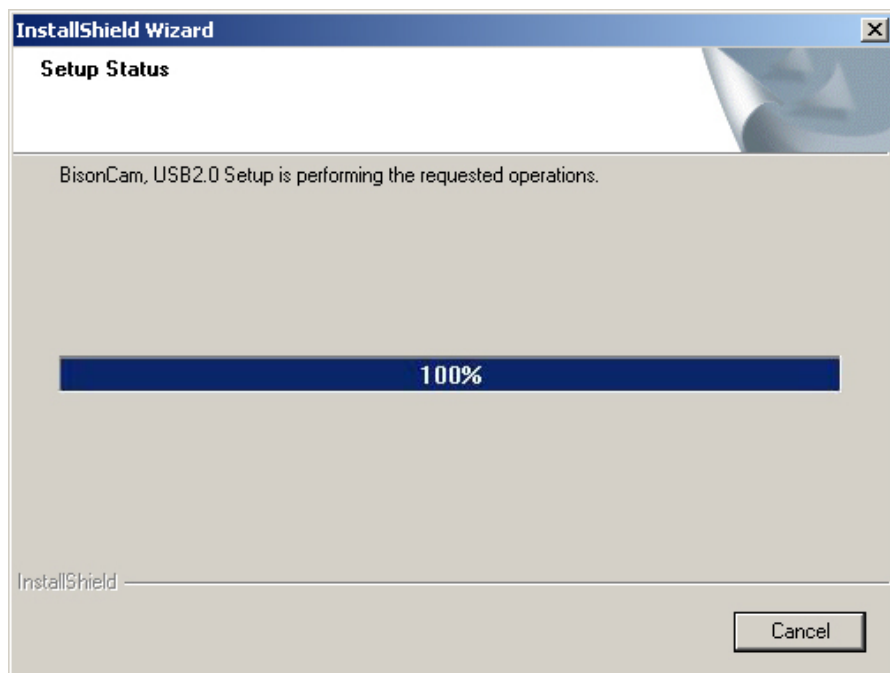 InstallShield Wizard
Setup Status
BisonCam, USB2.0 Setup is performing the requested operations.
100%
InstallShield
Cancel